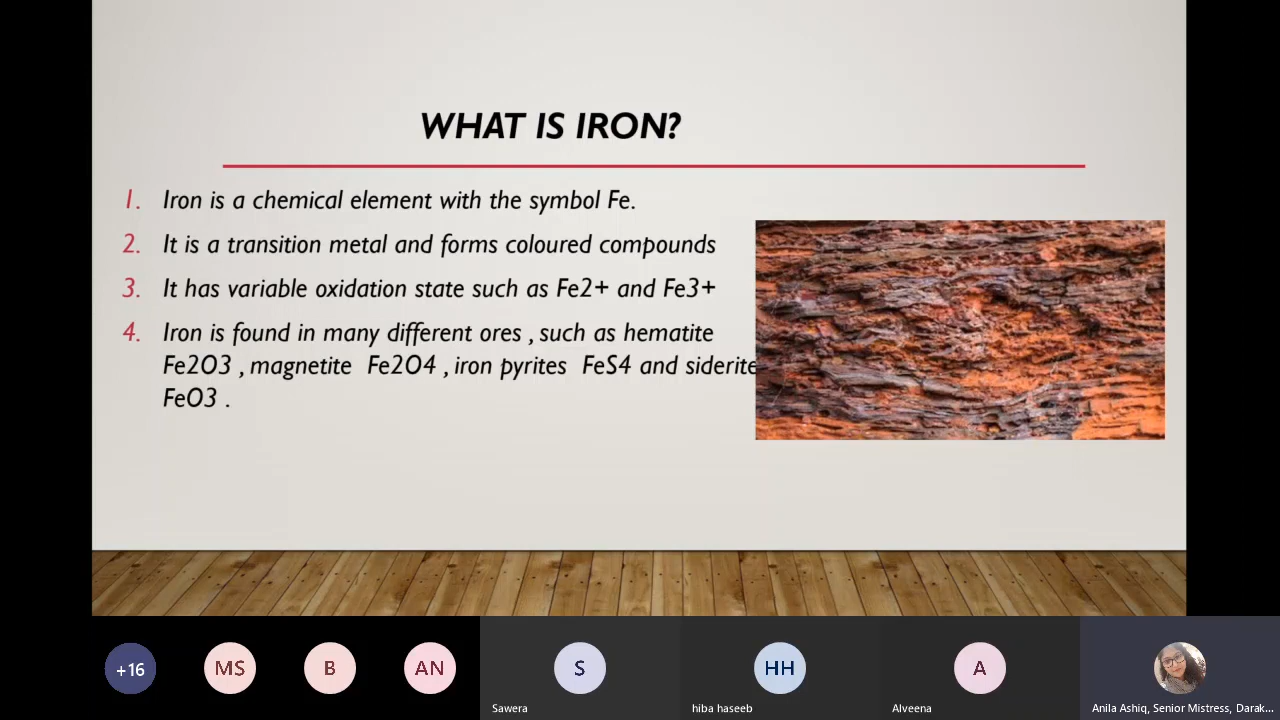 WHAT IS IRON?
1. Iron is a chemical element with the symbol Fe.
2. It is a transition metal and forms coloured compounds
3. It has variable oxidation state such as Fe2+ and Fe3+
4. Iron is found in many different ores , such as hematite
Fe2O3 , magnetite Fe2O4 , iron pyrites FeS4 and siderite
FeO3 .
+16
MS
B
AN
S
HH
A
Sawera
hiba haseeb
Alveena
Anila Ashiq, Senior Mistress, Darak...